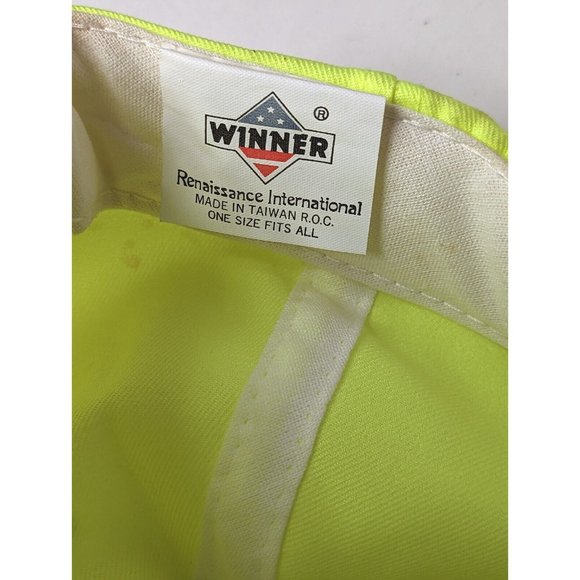 ®
WINNER
Renaissance International
MADE IN TAIWAN R.O.C.
ONE SIZE FITS ALL